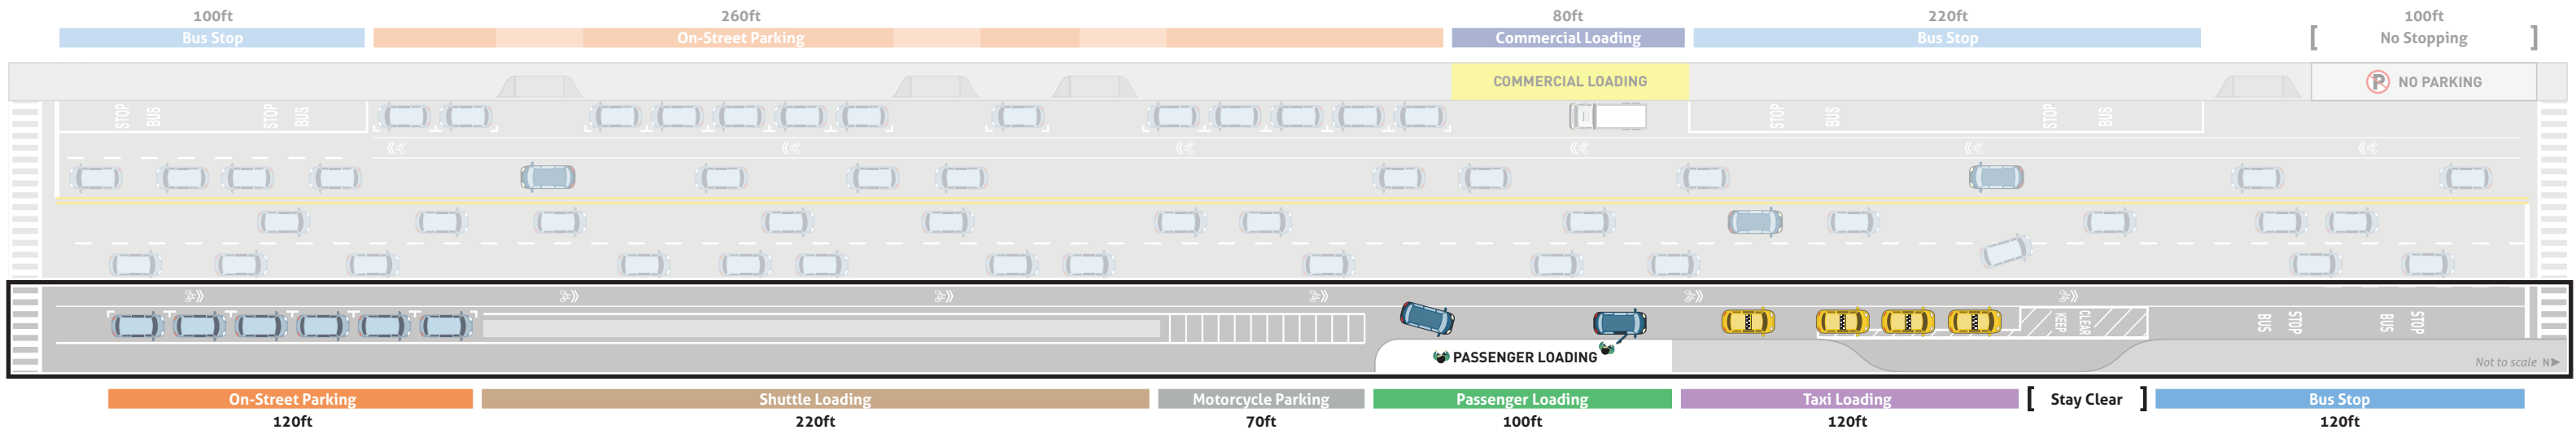 100ft 260ft 80ft 220ft 100ft
Bus Stop On-Street Parking Commercial Loading Bus Stop [ No Stopping ]
COMMERCIAL LOADING P NO PARKING
STOP BUS STOP BUS STOP BUS STOP BUS
KEEP CLEAR BUS STOP BUS STOP
PASSENGER LOADING
Not to scale N
On-Street Parking Shuttle Loading Motorcycle Parking Passenger Loading Taxi Loading [ Stay Clear ] Bus Stop
120ft 220ft 70ft 100ft 120ft 120ft